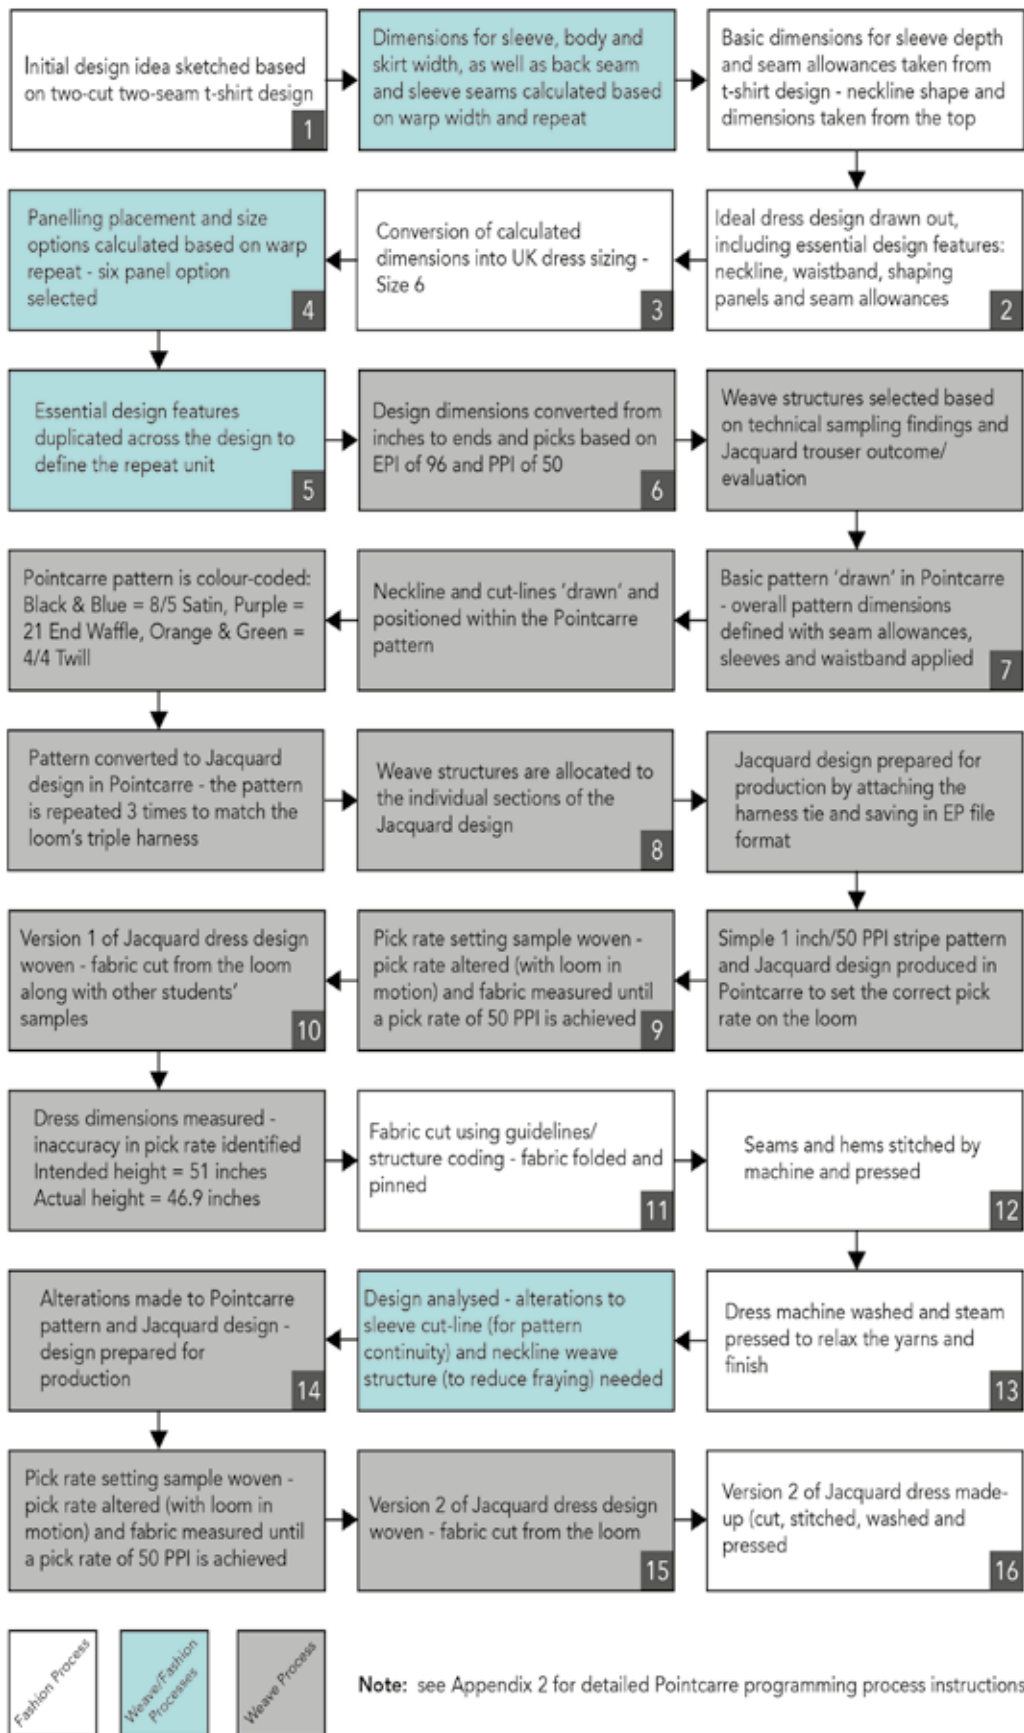 Initial design idea sketched based
on two-cut two-seam t-shirt design
1
Dimensions for sleeve, body and
skirt width, as well as back seam
and sleeve seams calculated based
on warp width and repeat
Basic dimensions for sleeve depth
and seam allowances taken from
t-shirt design - neckline shape and
dimensions taken from the top
Ideal dress design drawn out,
including essential design features:
neckline, waistband, shaping
panels and seam allowances
2
Conversion of calculated
dimensions into UK dress sizing -
Size 6
3
Panelling placement and size
options calculated based on warp
repeat - six panel option
selected
4
Essential design features
duplicated across the design to
define the repeat unit
5
Design dimensions converted from
inches to ends and picks based on
EPI of 96 and PPI of 50
6
Weave structures selected based
on technical sampling findings and
Jacquard trouser outcome/
evaluation
Basic pattern ‘drawn’ in Pointcarre
- overall pattern dimensions
defined with seam allowances,
sleeves and waistband applied
7
Neckline and cut-lines ‘drawn’ and
positioned within the Pointcarre
pattern
Pointcarre pattern is colour-coded:
Black & Blue = 8/5 Satin, Purple =
21 End Waffle, Orange & Green =
4/4 Twill
Pattern converted to Jacquard
design in Pointcarre - the pattern
is repeated 3 times to match the
loom’s triple harness
Weave structures are allocated to
the individual sections of the
Jacquard design
8
Jacquard design prepared for
production by attaching the
harness tie and saving in EP file
format
Simple 1 inch/50 PPI stripe pattern
and Jacquard design produced in
Pointcarre to set the correct pick
rate on the loom
Pick rate setting sample woven -
pick rate altered (with loom in
motion) and fabric measured until
a pick rate of 50 PPI is achieved
9
Version 1 of Jacquard dress design
woven - fabric cut from the loom
along with other students’
samples
10
Dress dimensions measured -
inaccuracy in pick rate identified
Intended height = 51 inches
Actual height = 46.9 inches
Fabric cut using guidelines/
structure coding - fabric folded and
pinned
11
Seams and hems stitched by
machine and pressed
12
Dress machine washed and steam
pressed to relax the yarns and
finish
13
Design analysed - alterations to
sleeve cut-line (for pattern
continuity) and neckline weave
structure (to reduce fraying) needed
Alterations made to Pointcarre
pattern and Jacquard design -
design prepared for
production
14
Pick rate setting sample woven -
pick rate altered (with loom in
motion) and fabric measured until
a pick rate of 50 PPI is achieved
Version 2 of Jacquard dress design
woven - fabric cut from the loom
15
Version 2 of Jacquard dress made-
up (cut, stitched, washed and
pressed
16
Fashion Process
Weave/Fashion
Processes
Weave Process
Note: see Appendix 2 for detailed Pointcarre programming process instructions